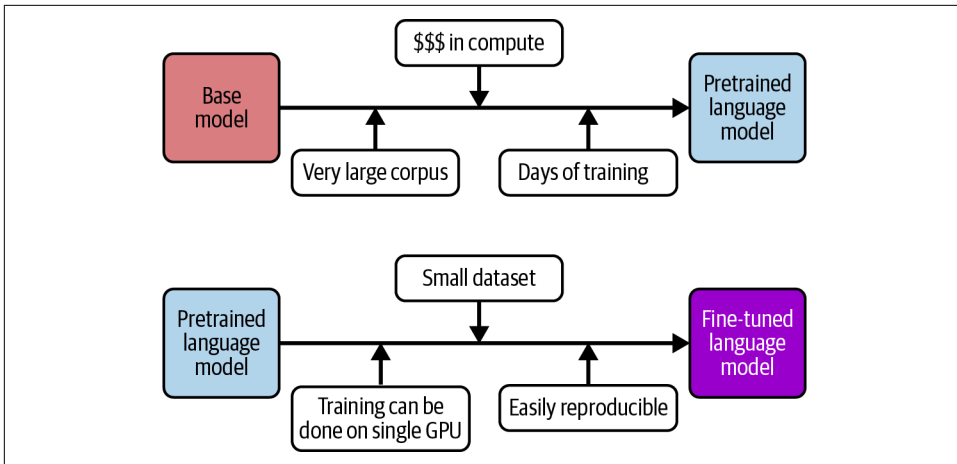 $$$ in compute
Base
model
Pretrained
language
model
Very large corpus
Days of training
Small dataset
Pretrained
language
model
Fine-tuned
language
model
Training can be
done on single GPU
Easily reproducible